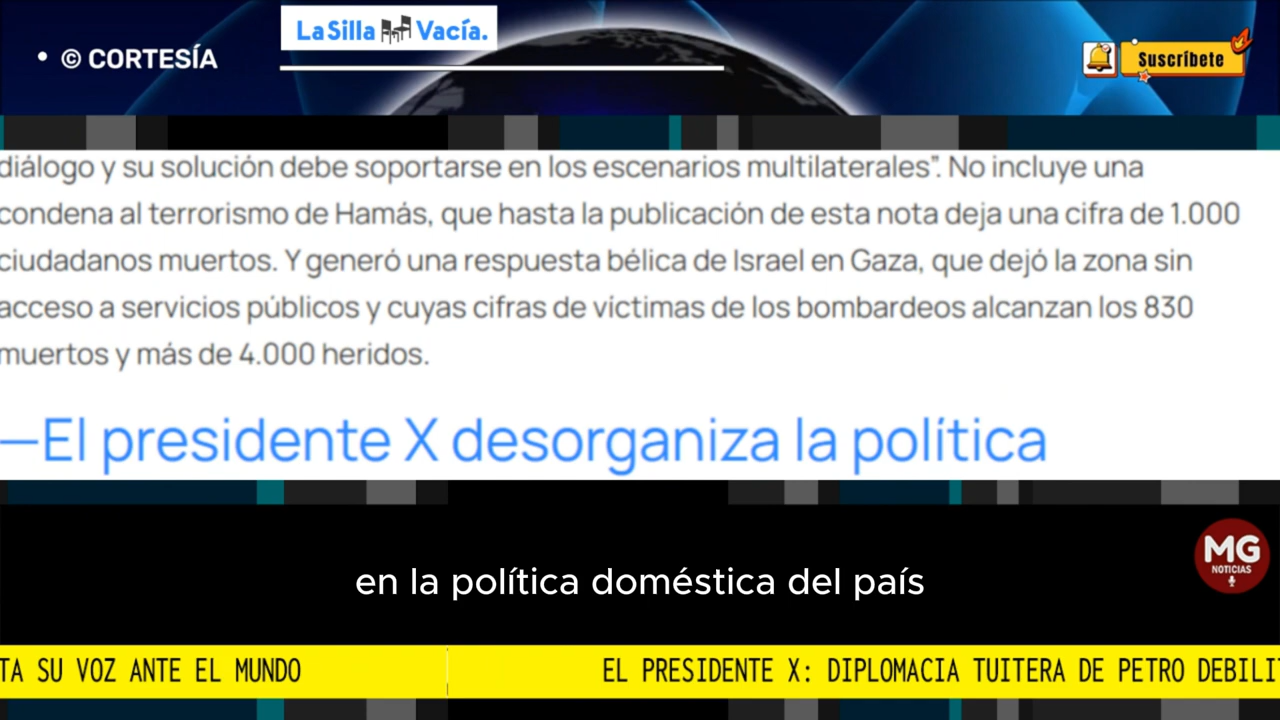 LaSilla Vacía.
• © CORTESÍA
Suscríbete
diálogo y su solución debe soportarse en los escenarios multilaterales”. No incluye una
condena al terrorismo de Hamás, que hasta la publicación de esta nota deja una cifra de 1.000
ciudadanos muertos. Y generó una respuesta bélica de Israel en Gaza, que dejó la zona sin
acceso a servicios públicos y cuyas cifras de víctimas de los bombardeos alcanzan los 830
muertos y más de 4.000 heridos.
—El presidente X desorganiza la política
MG
NOTICIAS
en la política doméstica del país
TA SU VOZ ANTE EL MUNDO
EL PRESIDENTE X: DIPLOMACIA TUITERA DE PETRO DEBILI